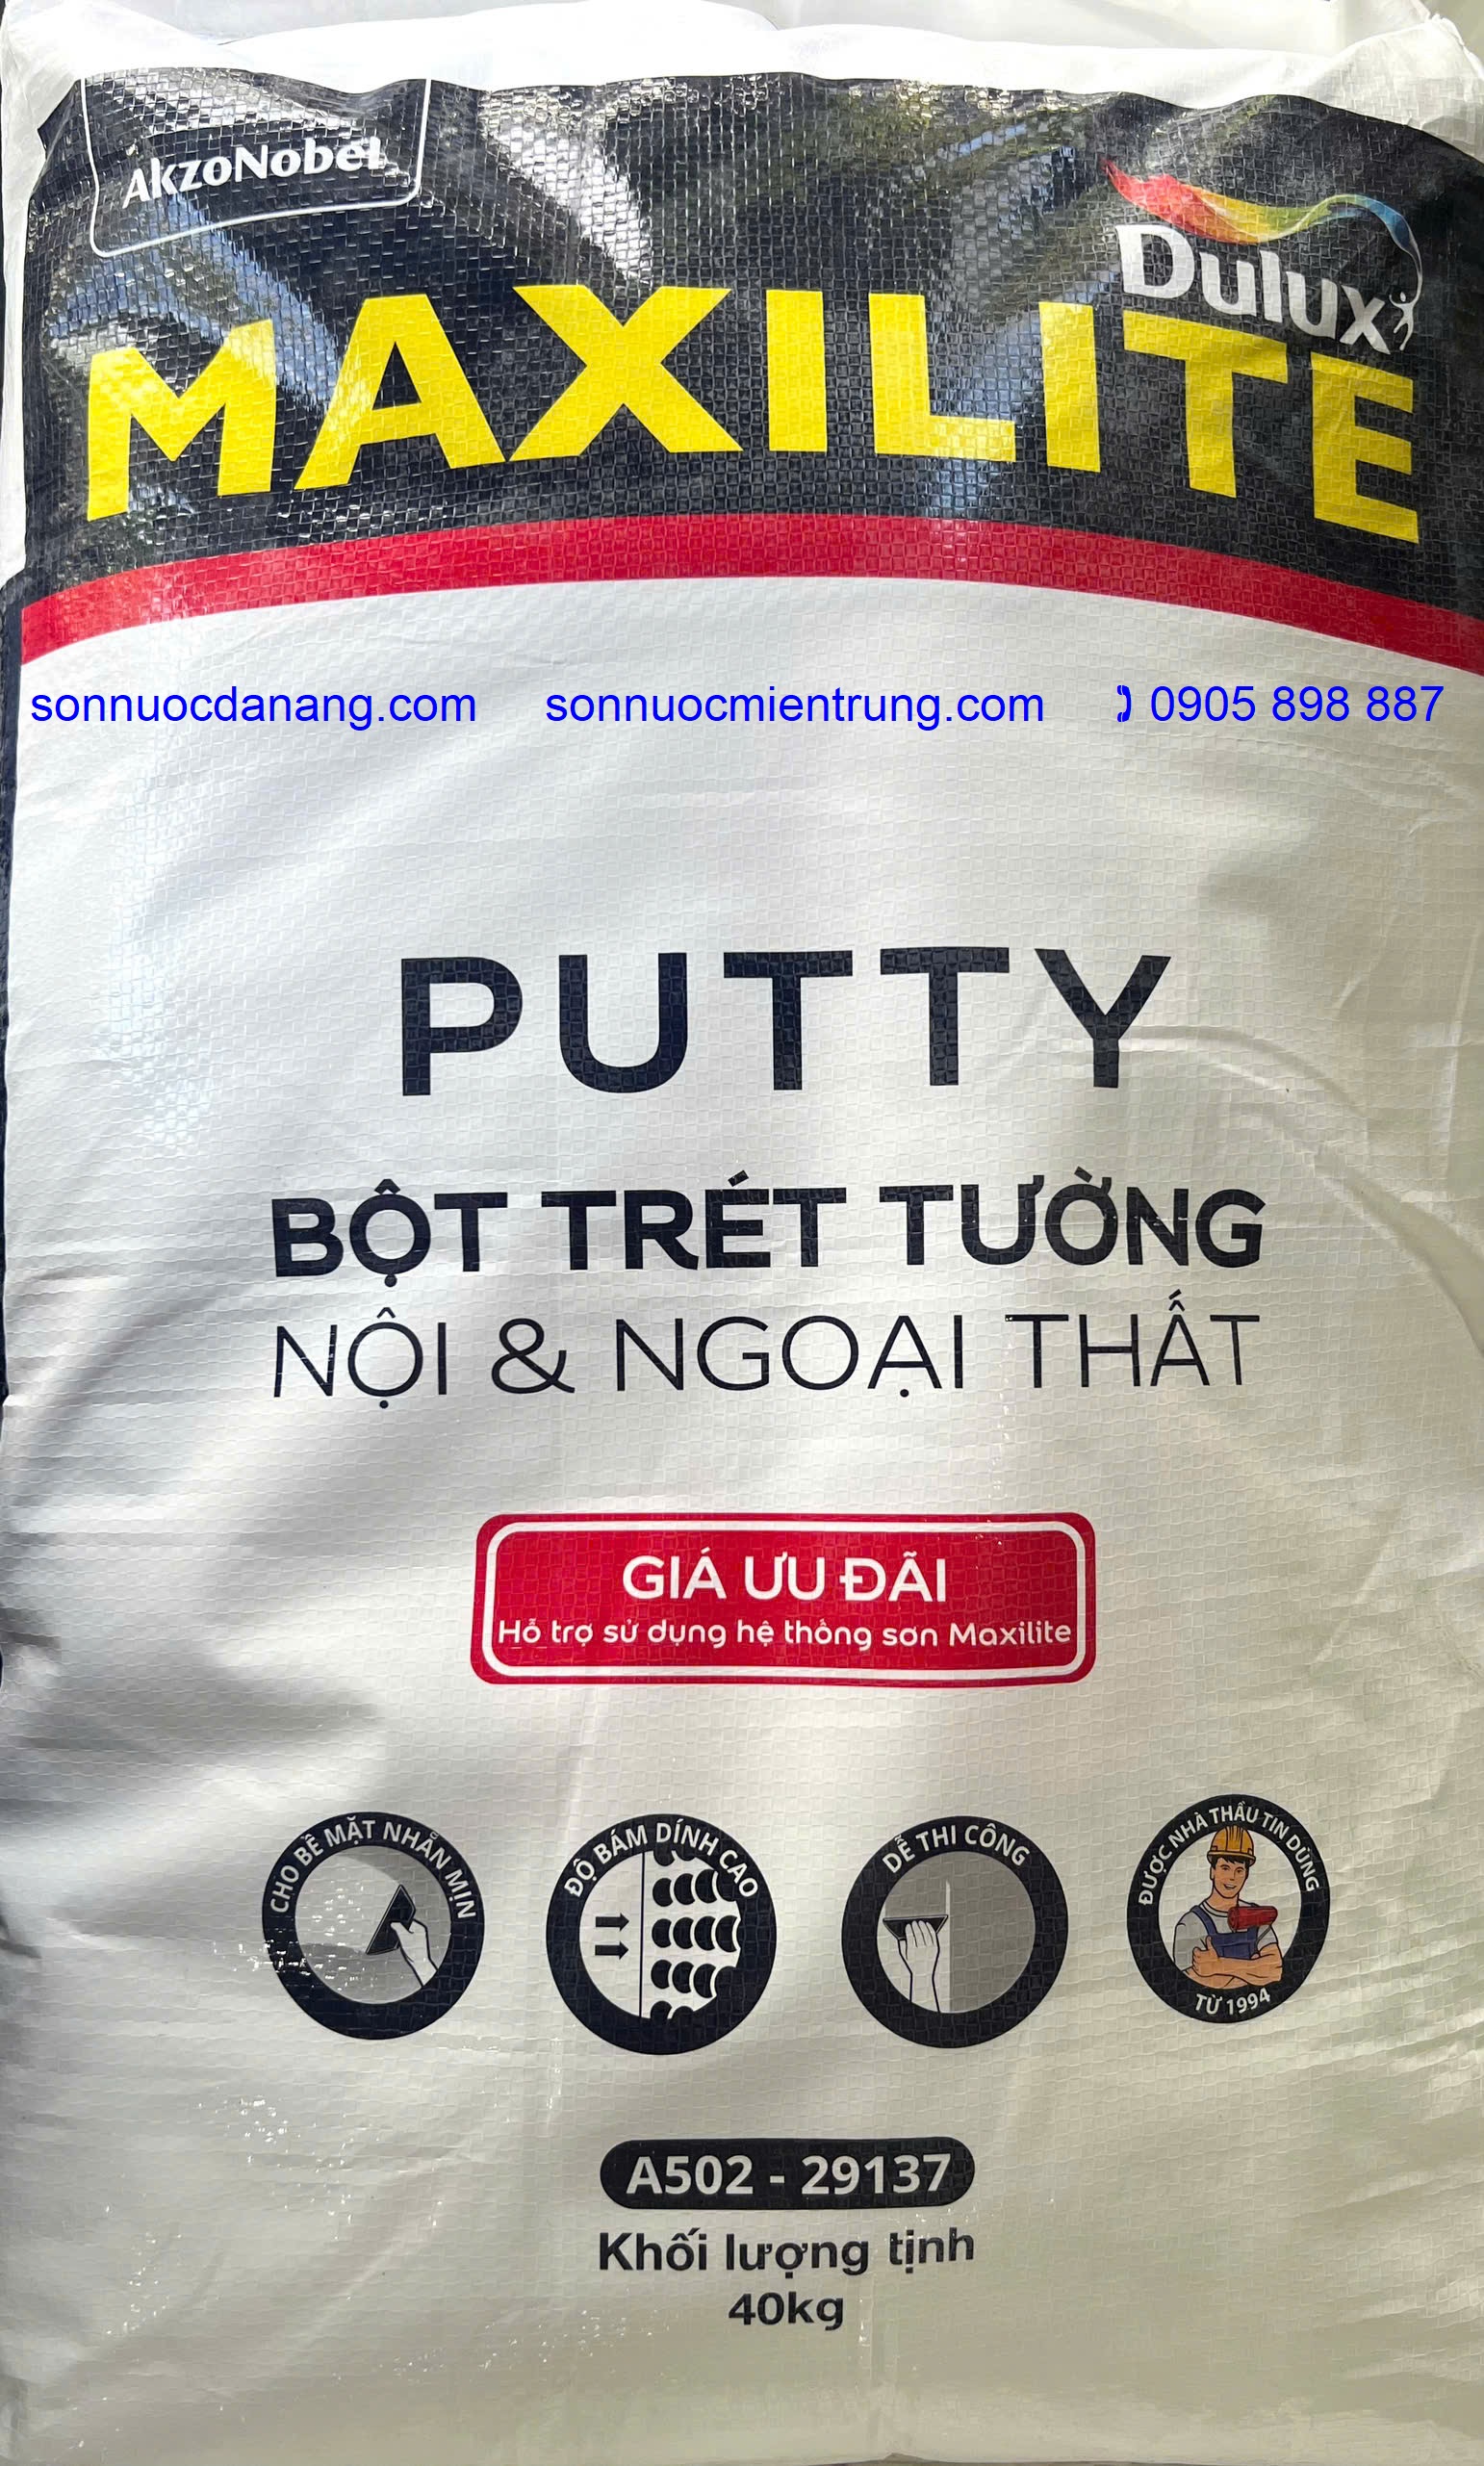 AkzoNobel
Dulux
MAXILITE
sonnuocdanang.com sonnuocmientrung.com 0905 898 887
PUTTY
BỘT TRÉT TƯỜNG
NỘI & NGOẠI THẤT
GIÁ ƯU ĐÃI
Hỗ trợ sử dụng hệ thống sơn Maxilite
CHO BỀ MẶT NHẴN MỊN
ĐỘ BÁM DÍNH CAO
DỄ THI CÔNG
ĐƯỢC NHÀ THẦU TIN DÙNG
TỪ 1994
A502 - 29137
Khối lượng tịnh
40kg